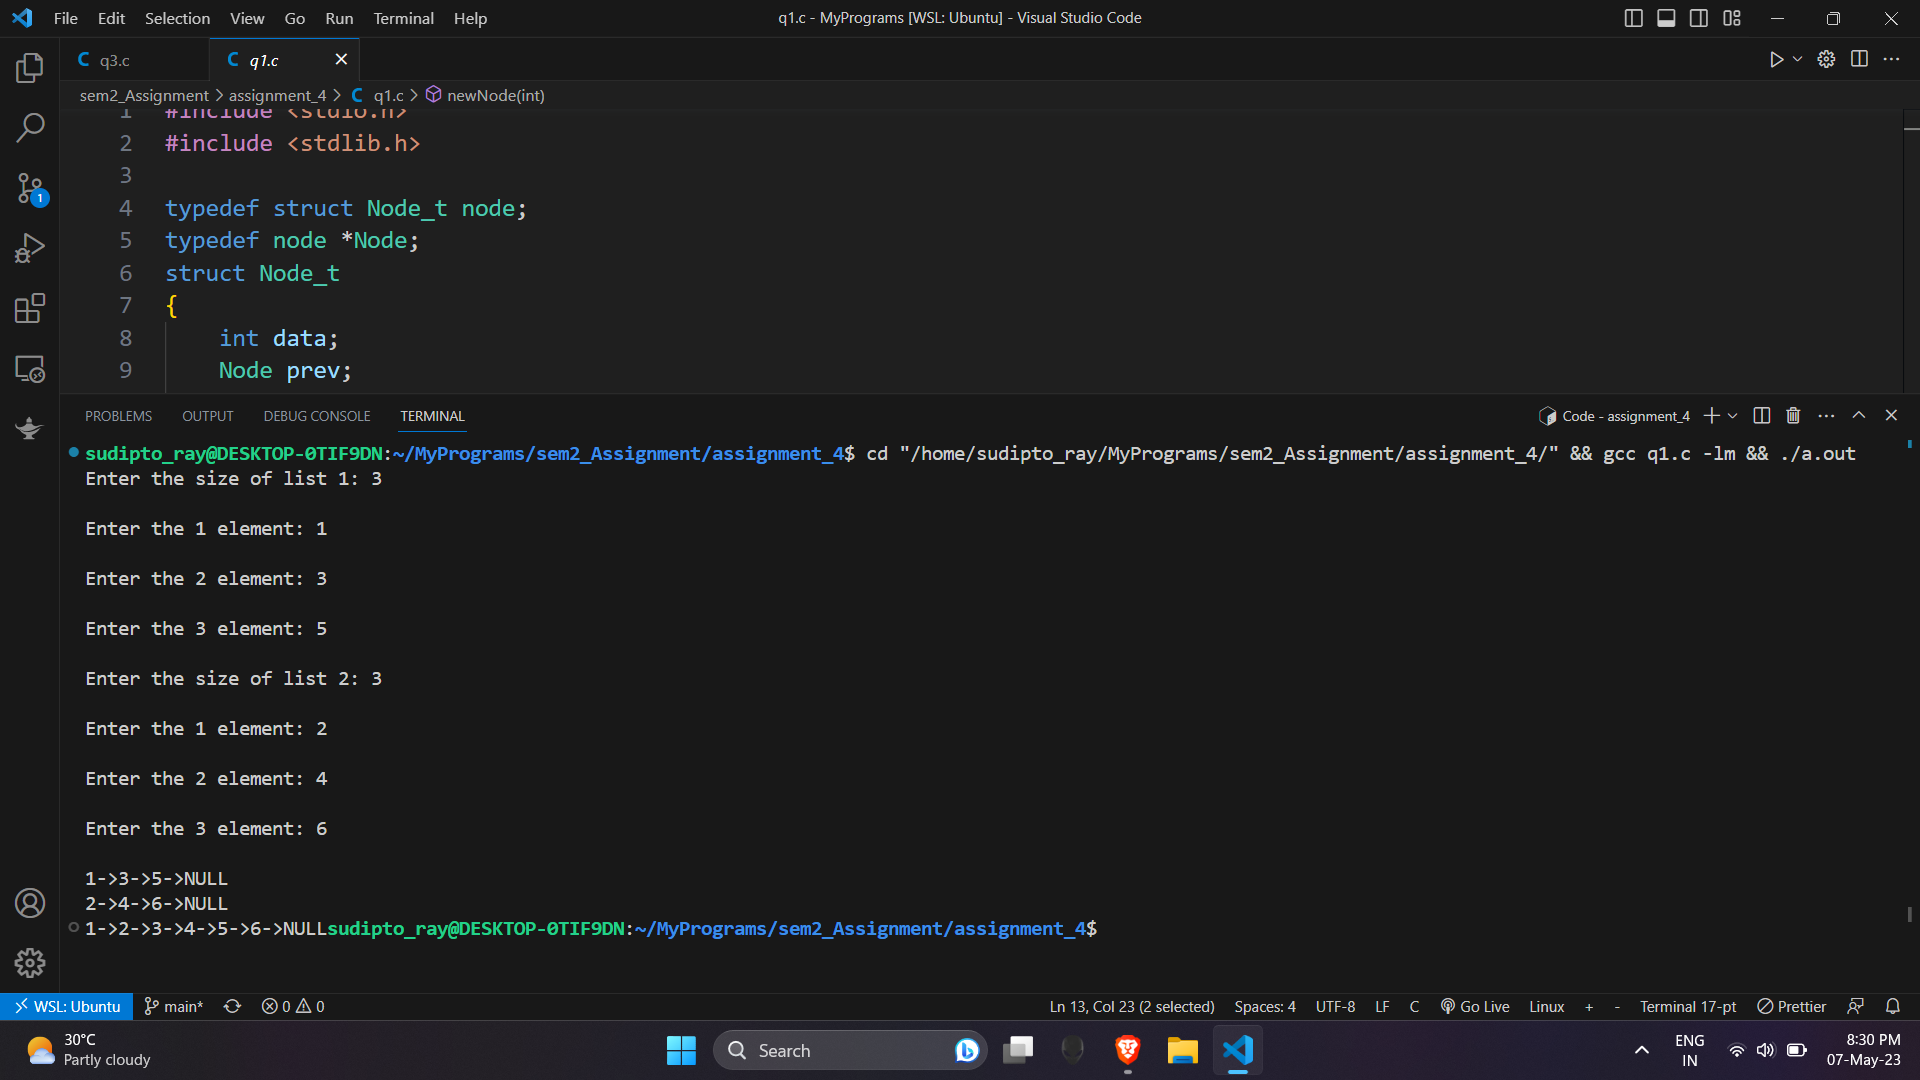 File Edit Selection View Go Run Terminal Help
q1.c - MyPrograms [WSL: Ubuntu] - Visual Studio Code
C q3.c
C q1.c
sem2_Assignment > assignment_4 > C q1.c > newNode(int)
1 #include <stdio.h>
2 #include <stdlib.h>
3
4 typedef struct Node_t node;
5 typedef node *Node;
6 struct Node_t
7 {
8 int data;
9 Node prev;
1
PROBLEMS OUTPUT DEBUG CONSOLE TERMINAL
Code - assignment_4
sudipto_ray@DESKTOP-0TIF9DN:~/MyPrograms/sem2_Assignment/assignment_4$ cd "/home/sudipto_ray/MyPrograms/sem2_Assignment/assignment_4/" && gcc q1.c -lm && ./a.out
Enter the size of list 1: 3
Enter the 1 element: 1
Enter the 2 element: 3
Enter the 3 element: 5
Enter the size of list 2: 3
Enter the 1 element: 2
Enter the 2 element: 4
Enter the 3 element: 6
1->3->5->NULL
2->4->6->NULL
1->2->3->4->5->6->NULLsudipto_ray@DESKTOP-0TIF9DN:~/MyPrograms/sem2_Assignment/assignment_4$
WSL: Ubuntu main* 0 0 Ln 13, Col 23 (2 selected) Spaces: 4 UTF-8 LF C Go Live Linux + - Terminal 17-pt Prettier
30°C
Partly cloudy
Search
ENG
IN
8:30 PM
07-May-23